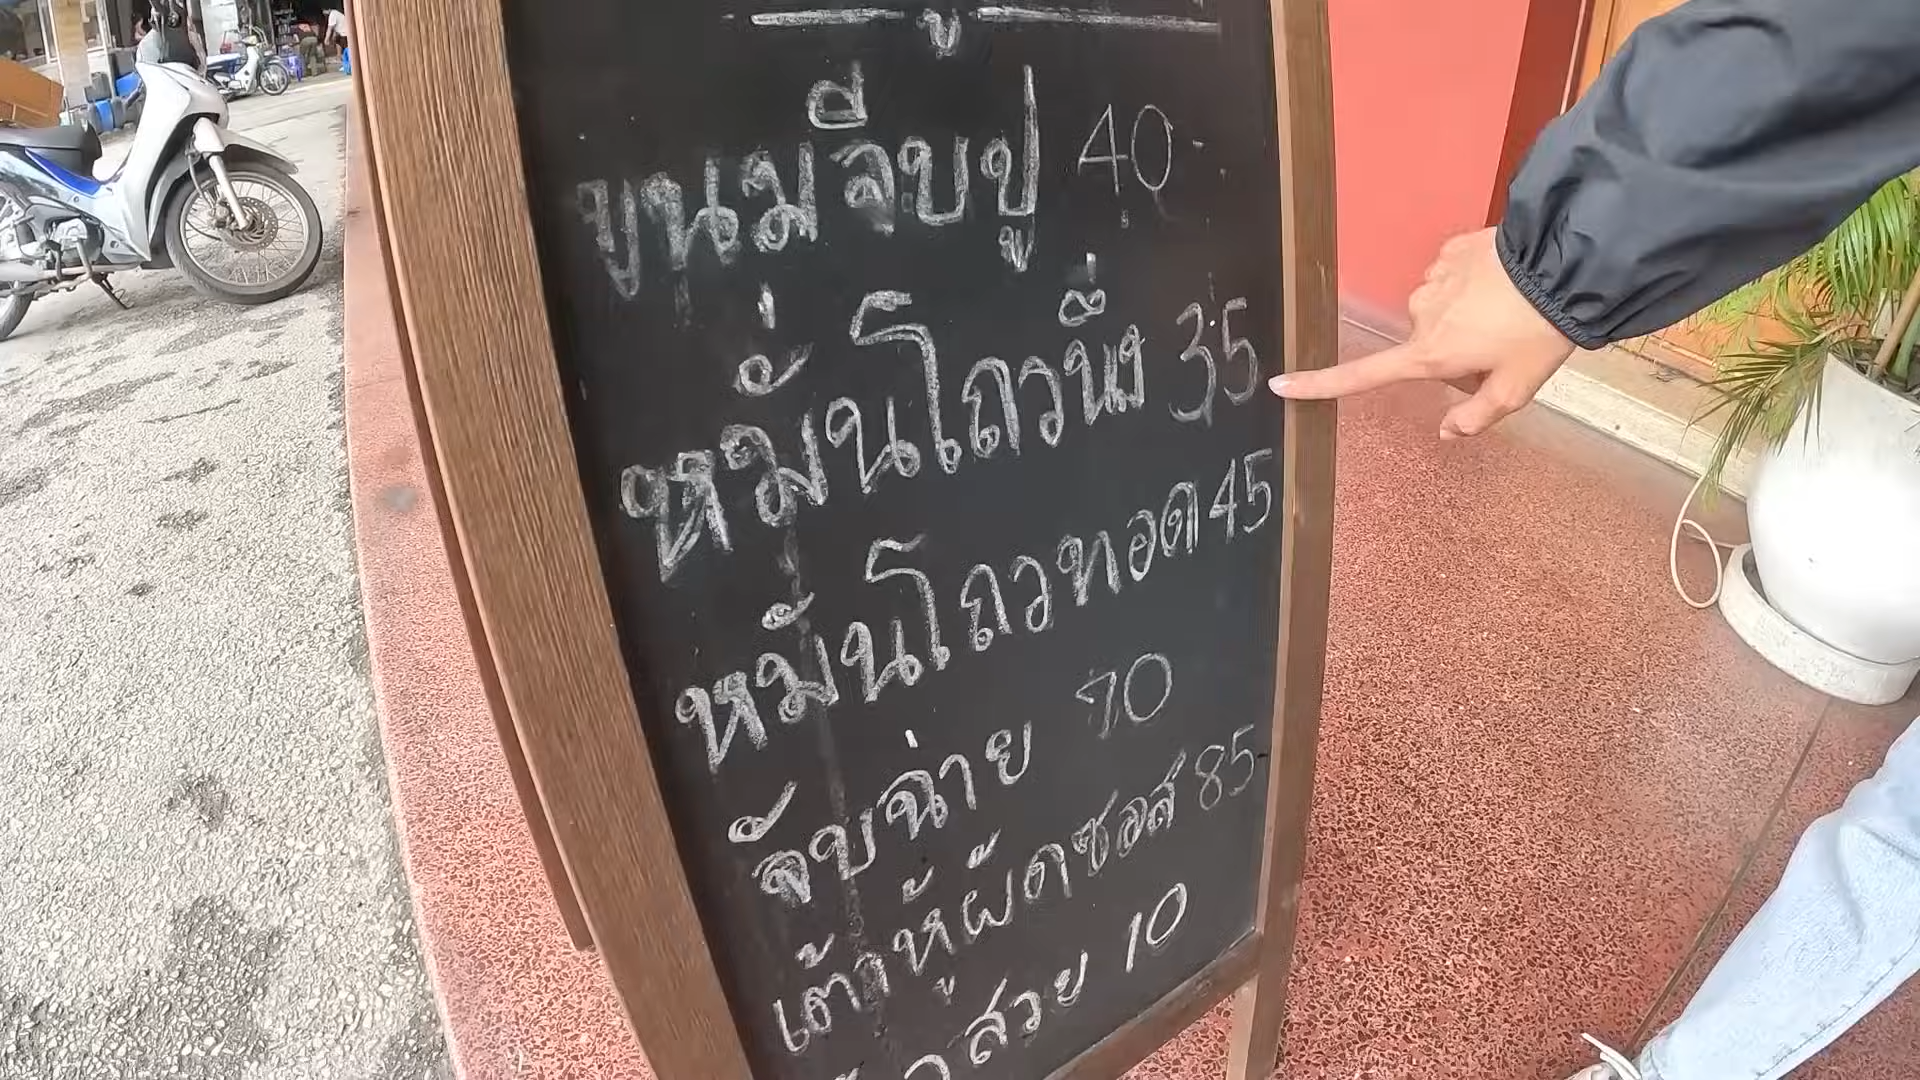 ขนมจีบปู 40
หมั่นโถวนึ่ง 35
หมั่นโถวทอด 45
จับฉ่าย 70
เต้าหู้ผัดซอส 85
สวย 10